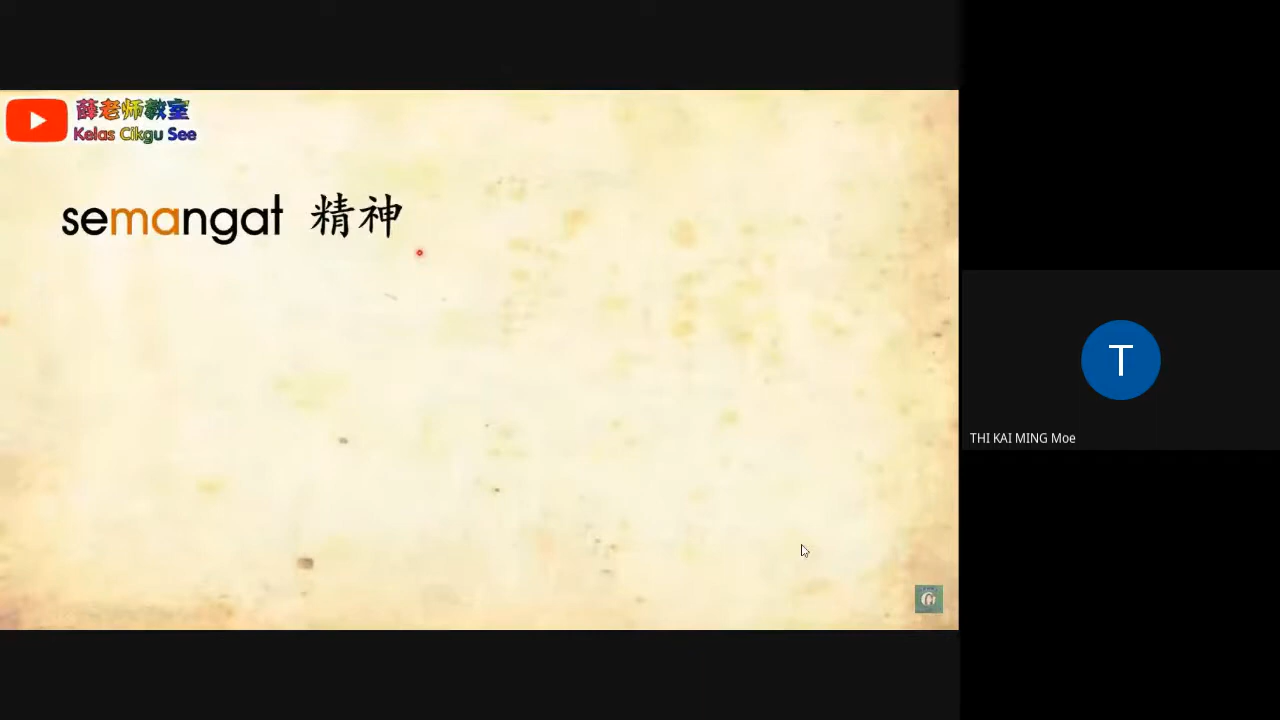 薛老师教室
Kelas Cikgu See
semangat 精神
T
THI KAI MING Moe